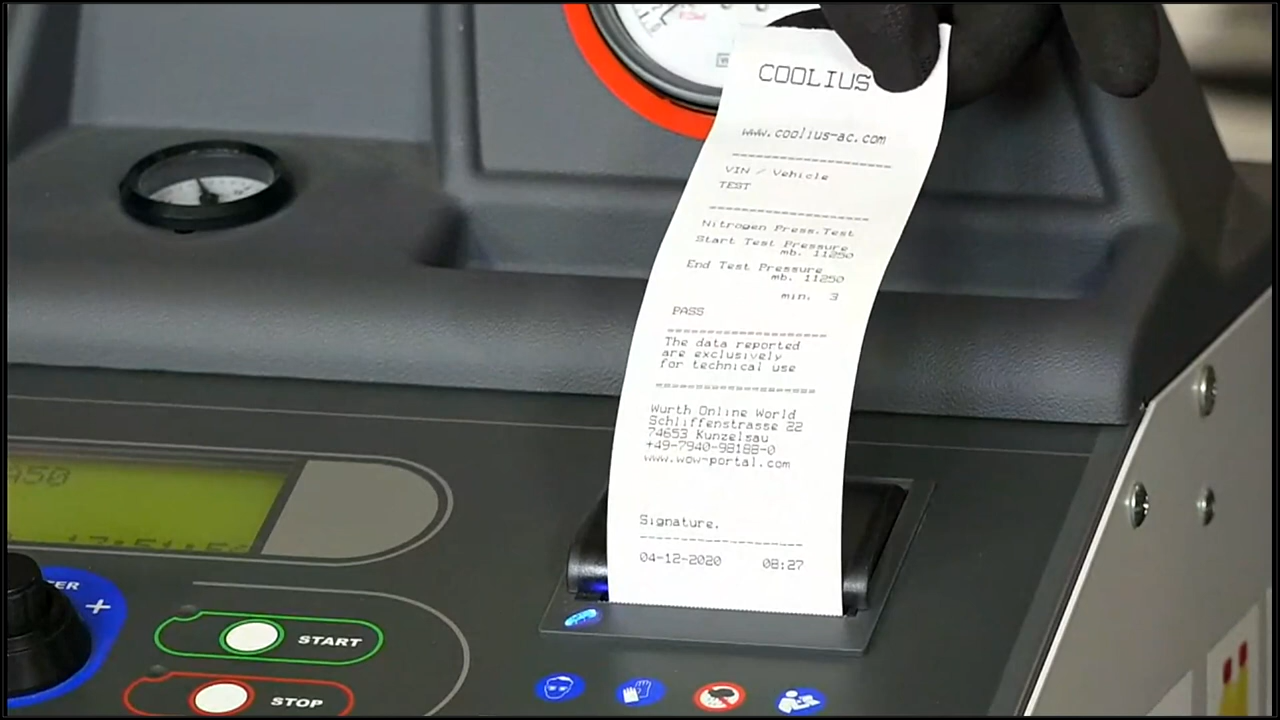 COOLIUS
www.coolius-ac.com
VIN / Vehicle
TEST
Nitrogen Press.Test
Start Test Pressure
mb. 11250
End Test Pressure
mb. 11250
min. 3
PASS
The data reported
are exclusively
for technical use
Wurth Online World
Schliffenstrasse 22
74653 Kunzelsau
+49-7940-98188-0
www.wow-portal.com
Signature.
04-12-2020 08:27
START
STOP